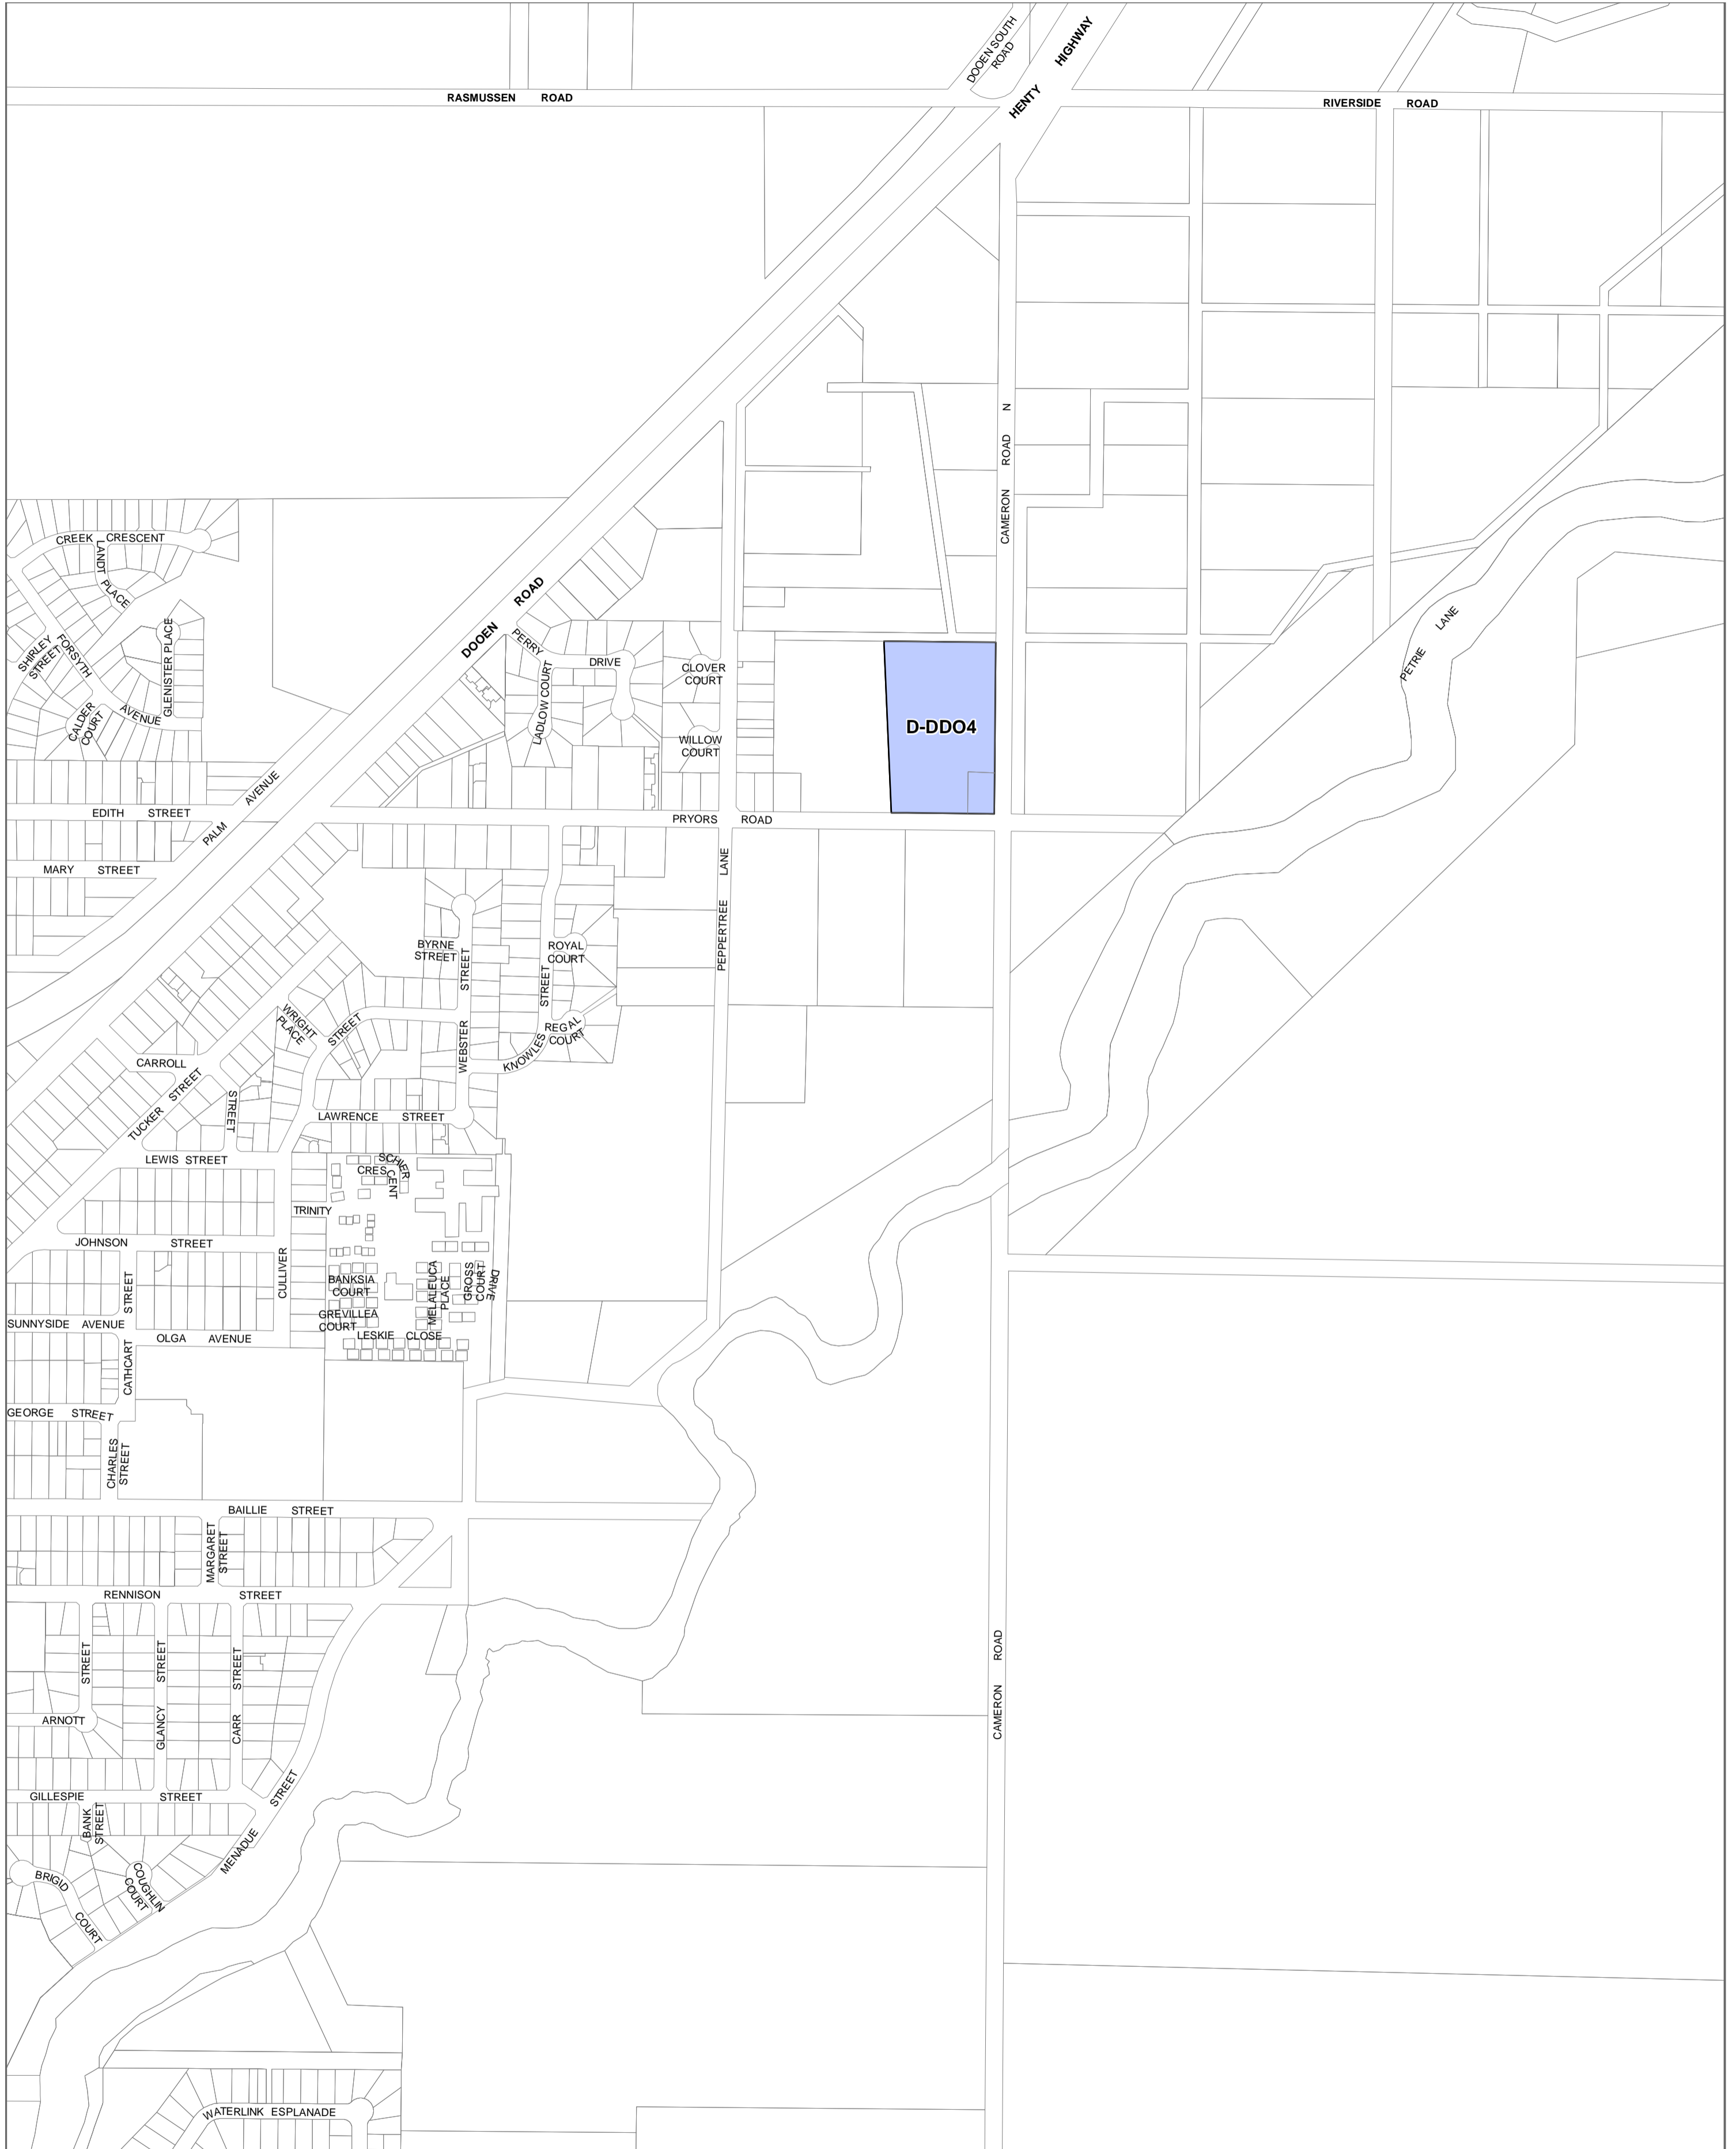 DOOEN SOUTH
ROAD
HENTY HIGHWAY
RASMUSSEN ROAD
RIVERSIDE ROAD
CAMERON ROAD N
CREEK CRESCENT
LANDT PLACE
SHIRLEY
STREET
FORSYTH AVENUE
GLENISTER PLACE
CALDER
COURT
DOOEN ROAD
PERRY DRIVE
LADLOW COURT
CLOVER
COURT
WILLOW
COURT
D-DDO4
PETRIE LANE
EDITH STREET
PALM AVENUE
MARY STREET
PRYORS ROAD
PEPPERTREE LANE
BYRNE
STREET
WEBSTER STREET
KNOWLES STREET
ROYAL
COURT
REGAL
COURT
WRIGHT
PLACE
STREET
CARROLL STREET
TUCKER STREET
LAWRENCE STREET
LEWIS STREET
SCHIER
CRESCENT
TRINITY DRIVE
JOHNSON STREET
CULLIVER
BANKSIA
COURT
GREVILLEA
COURT
MELALEUCA
PLACE
GROSS
COURT
LESKIE CLOSE
SUNNYSIDE AVENUE
OLGA AVENUE
CATHCART STREET
GEORGE STREET
CHARLES
STREET
BAILLIE STREET
MARGARET
STREET
RENNISON STREET
ARNOTT STREET
GLANCY STREET
CARR STREET
CAMERON ROAD
GILLESPIE STREET
BANK
STREET
MENADUE STREET
BRIGID COURT
COUGHLIN
COURT
WATERLINK ESPLANADE